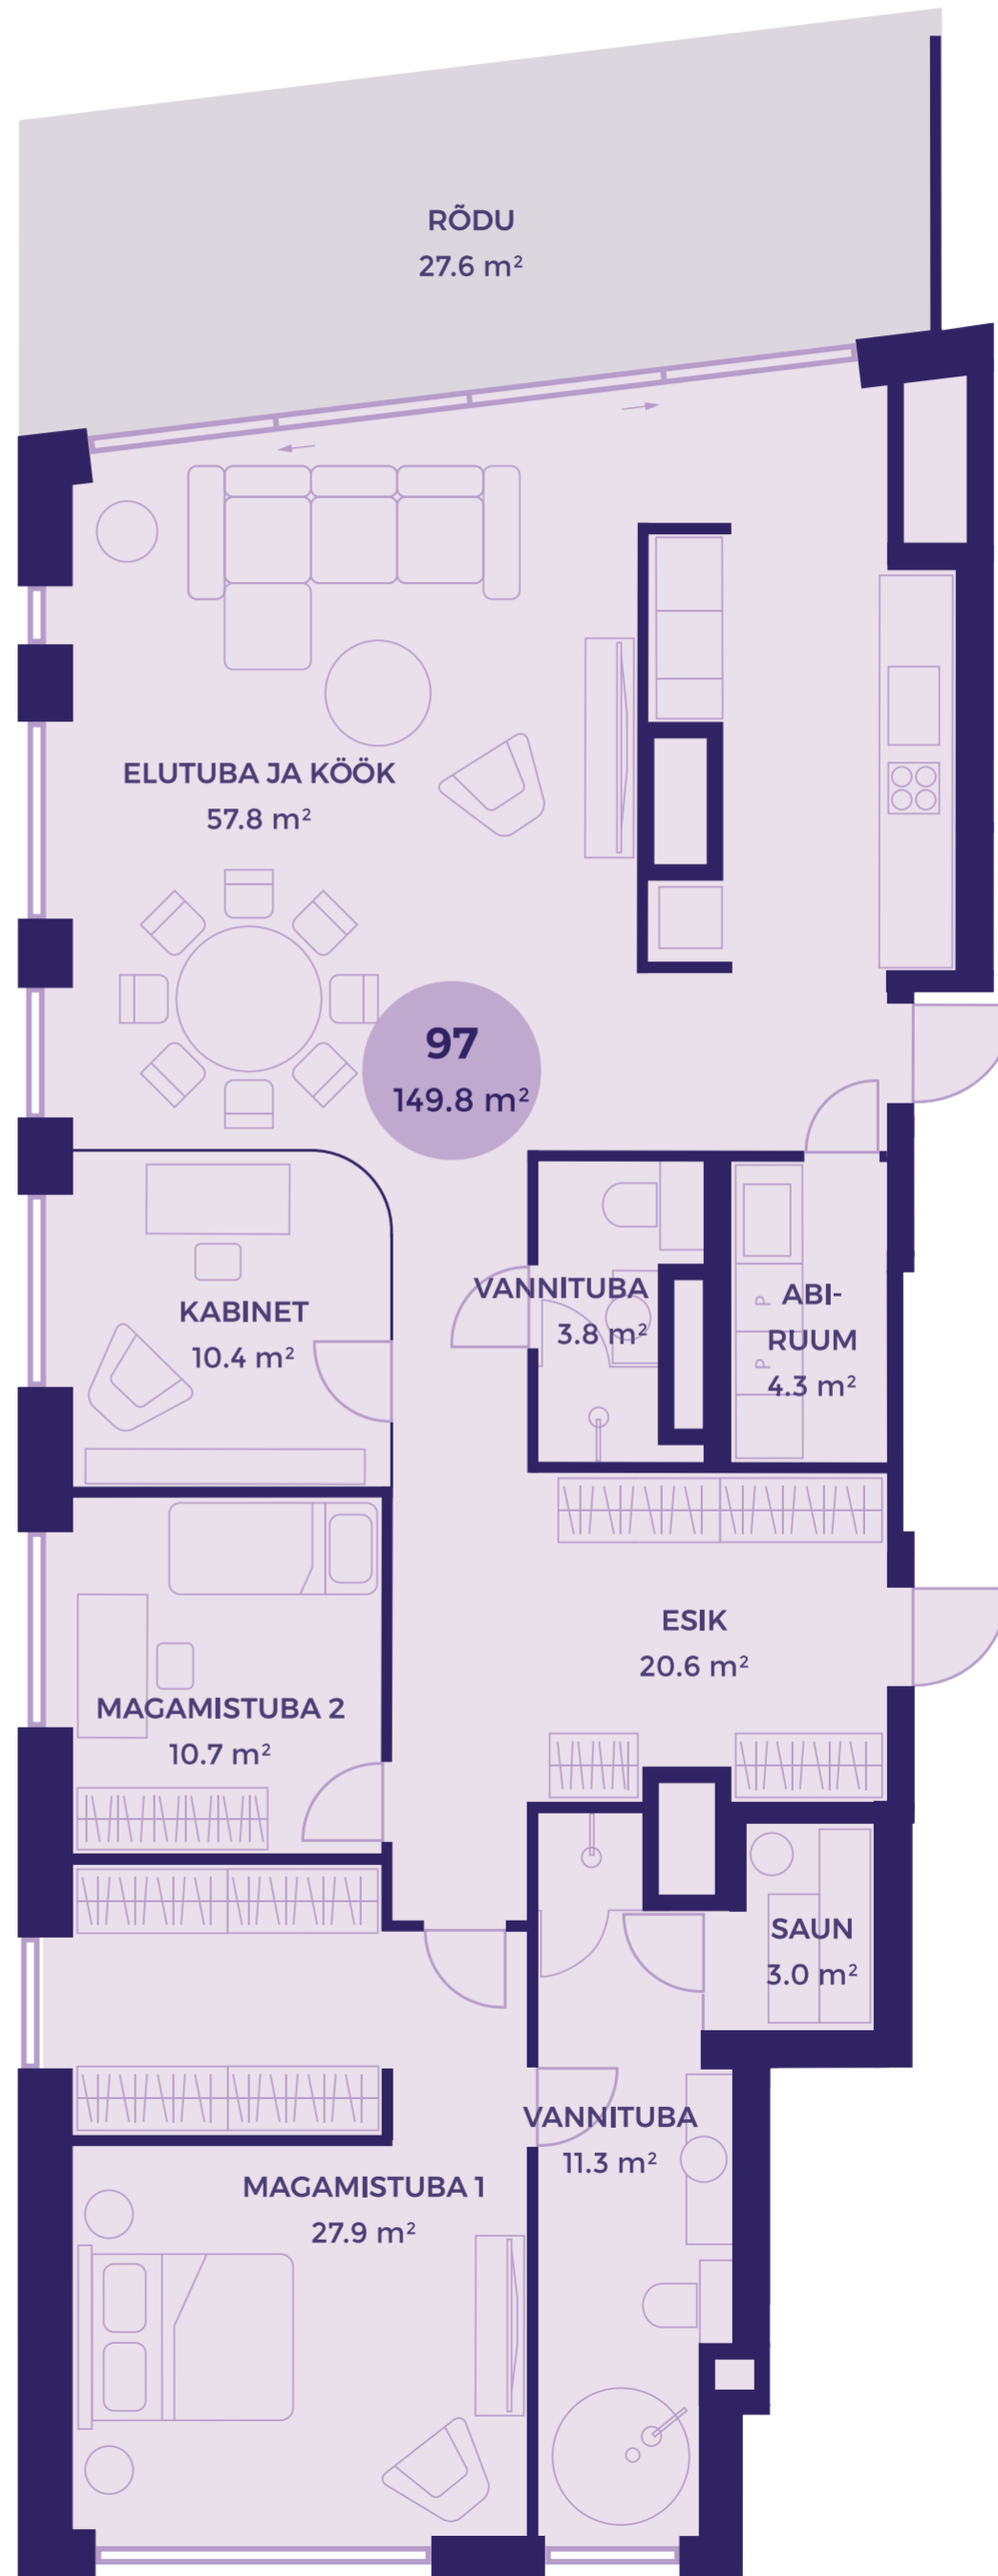 RÕDU
27.6 m²
ELUTUBA JA KÖÖK
57.8 m²
97
149.8 m²
VANNITUBA
3.8 m²
ABI-
RUUM
4.3 m²
P
P
KABINET
10.4 m²
ESIK
20.6 m²
MAGAMISTUBA 2
10.7 m²
SAUN
3.0 m²
VANNITUBA
11.3 m²
MAGAMISTUBA 1
27.9 m²